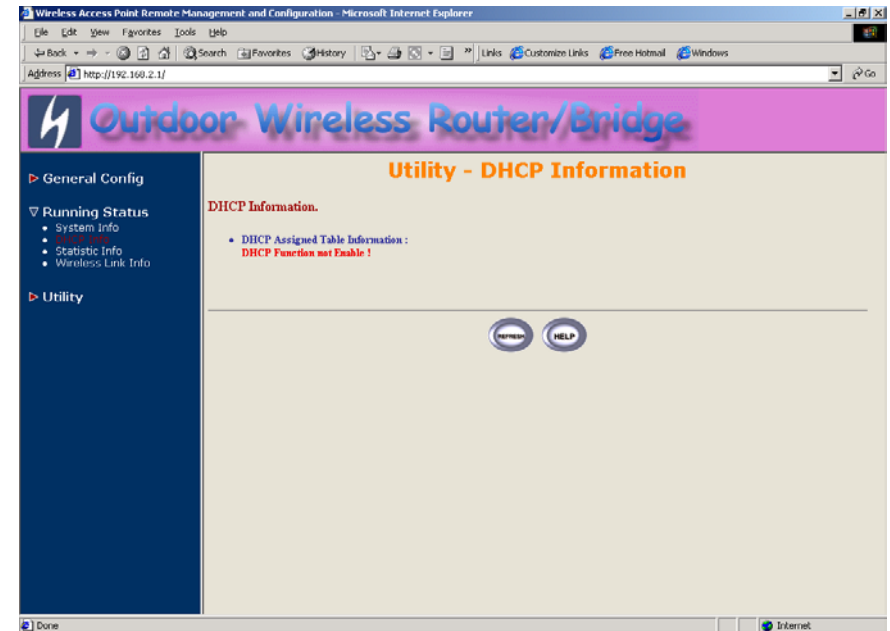 Wireless Access Point Remote Management and Configuration - Microsoft Internet Explorer
File Edit View Favorites Tools Help
Back Search Favorites History » Links Customize Links Free Hotmail Windows
Address http://192.168.2.1/ Go
Outdoor Wireless Router/Bridge
General Config
Running Status
System Info
DHCP Info
Statistic Info
Wireless Link Info
Utility
Utility - DHCP Information
DHCP Information.
DHCP Assigned Table Information :
DHCP Function not Enable !
REFRESH HELP
Done Internet